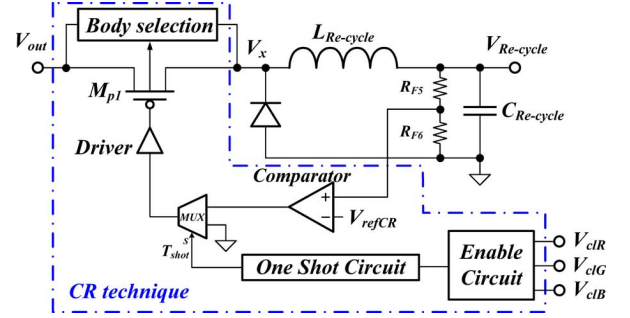 Body selection
L_Re-cycle
V_out
V_x
V_Re-cycle
M_p1
R_F5
C_Re-cycle
R_F6
Driver
Comparator
+
−
V_refCR
MUX
S
T_shot
One Shot Circuit
Enable
Circuit
V_clR
V_clG
V_clB
CR technique